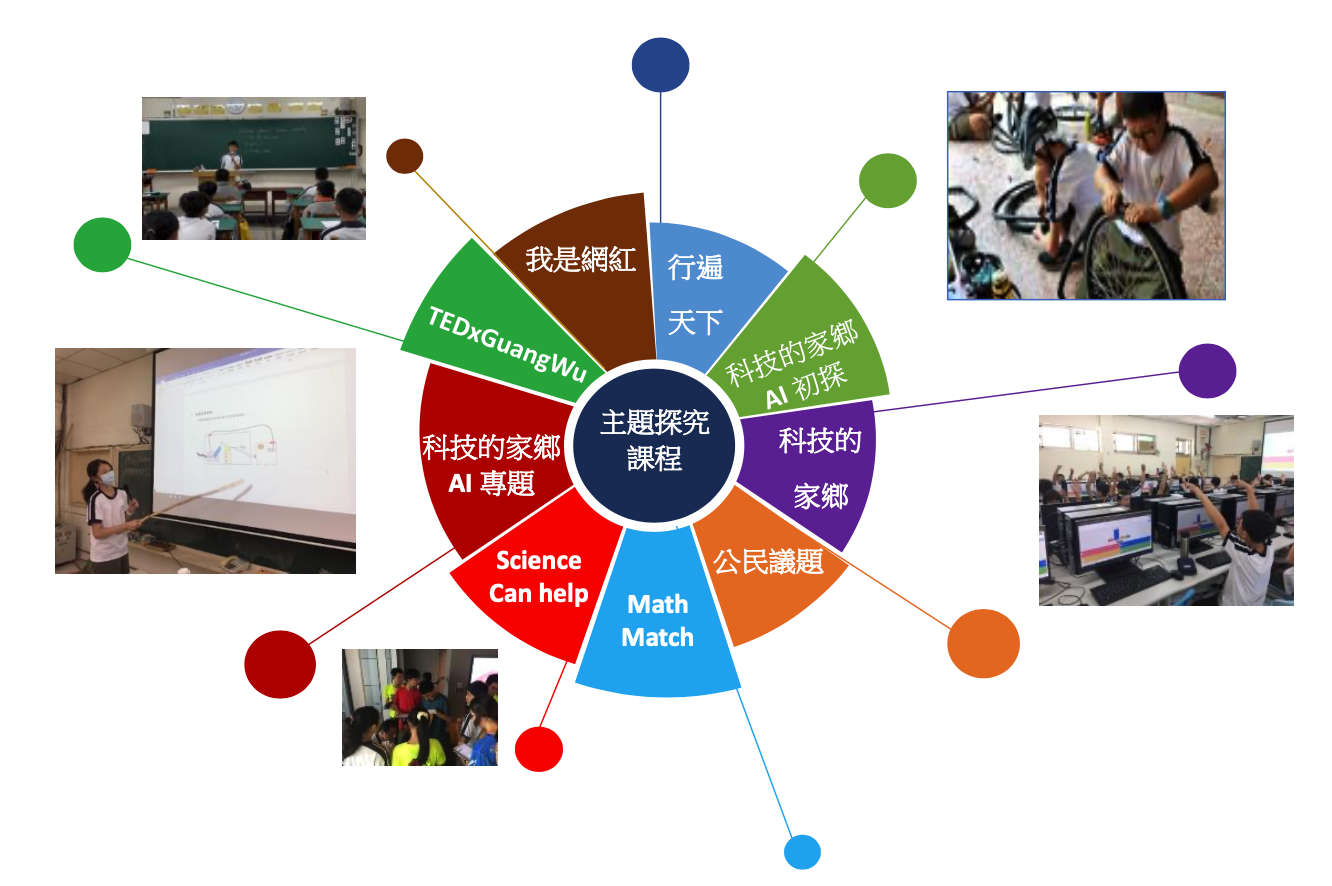 主題探究
課程
行遍
天下
科技的家鄉
AI 初探
科技的
家鄉
公民議題
Math
Match
Science
Can help
科技的家鄉
AI 專題
TEDxGuangWu
我是網紅